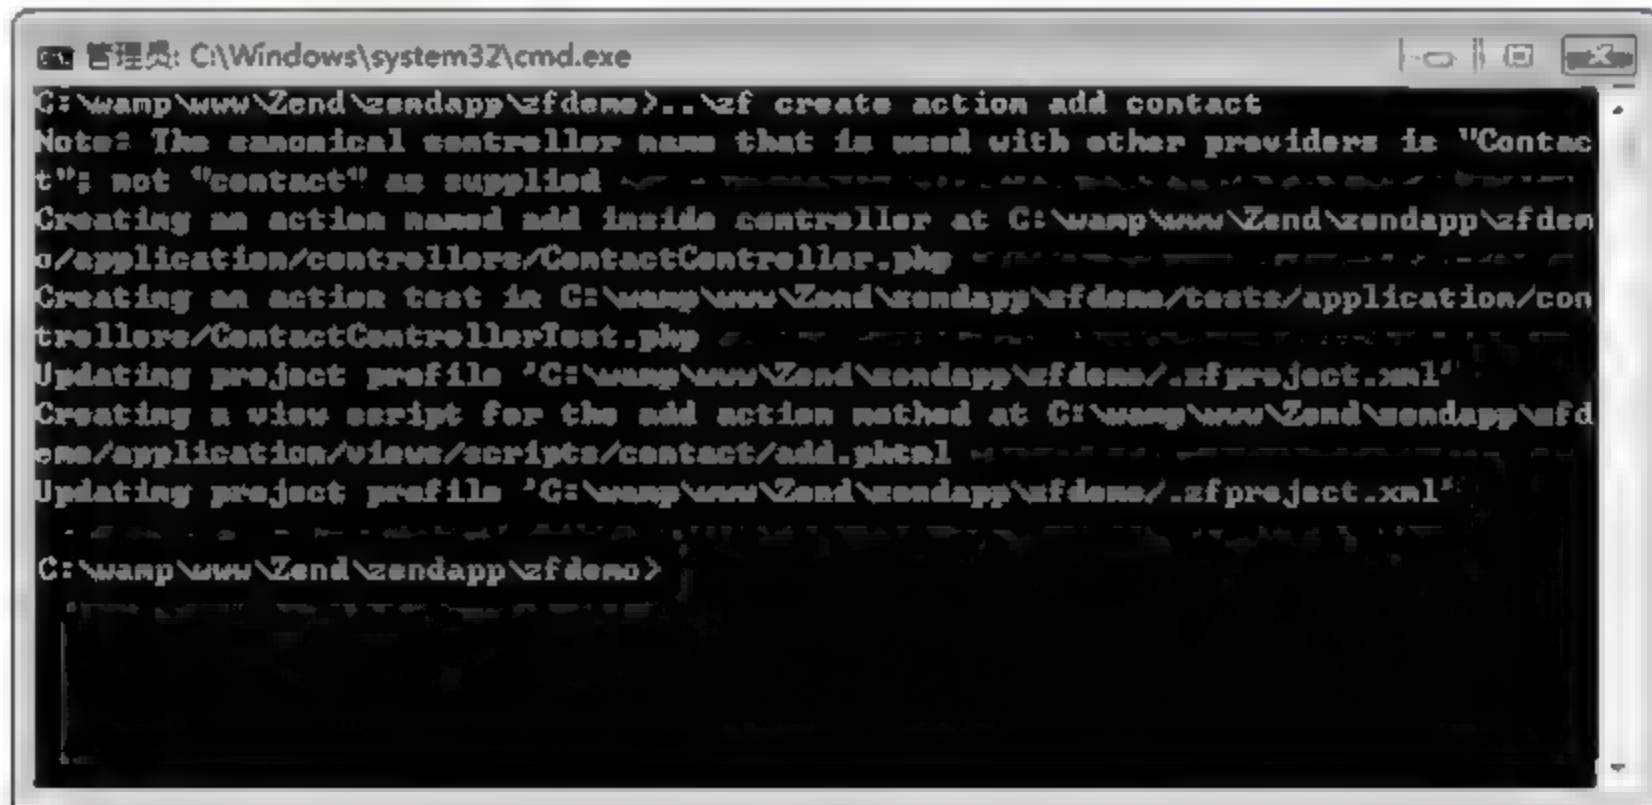 管理员: C:\Windows\system32\cmd.exe
C:\wamp\www\Zend\zendapp\zfdemo>..\zf create action add contact
Note: The canonical controller name that is used with other providers is "Contac
t"; not "contact" as supplied
Creating an action named add inside controller at C:\wamp\www\Zend\zendapp\zfdem
o/application/controllers/ContactController.php
Creating an action test in C:\wamp\www\Zend\zendapp\zfdemo/tests/application/con
trollers/ContactControllerTest.php
Updating project profile 'C:\wamp\www\Zend\zendapp\zfdemo/.zfproject.xml'
Creating a view script for the add action method at C:\wamp\www\Zend\zendapp\zfd
emo/application/views/scripts/contact/add.phtml
Updating project profile 'C:\wamp\www\Zend\zendapp\zfdemo/.zfproject.xml'
C:\wamp\www\Zend\zendapp\zfdemo>